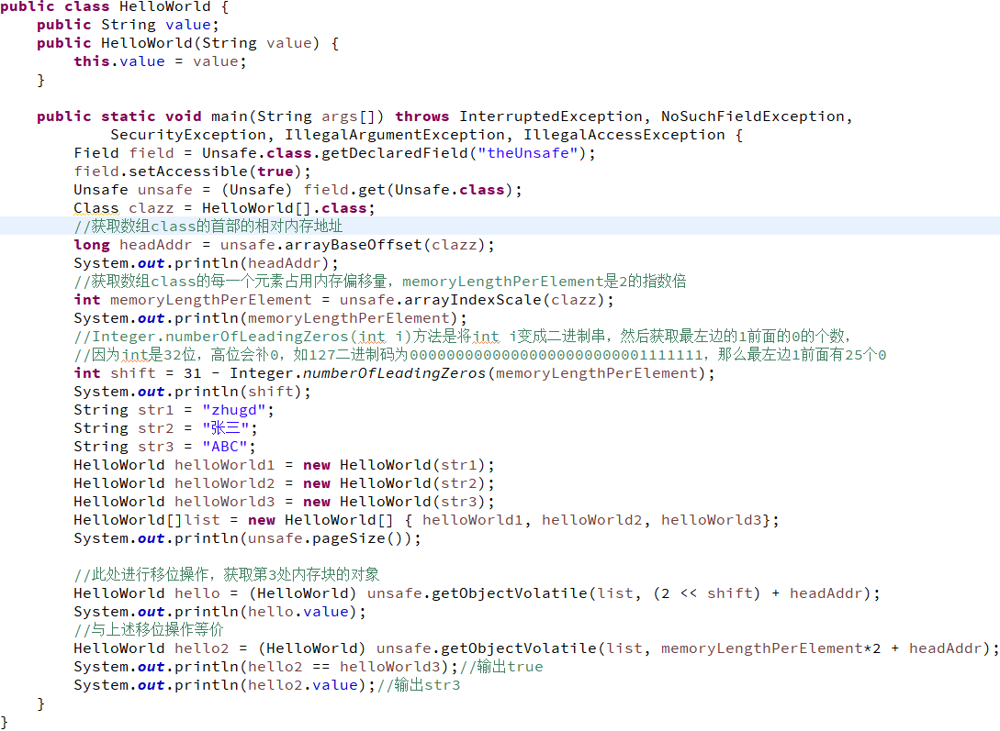 public class HelloWorld {
    public String value;
    public HelloWorld(String value) {
        this.value = value;
    }
    public static void main(String args[]) throws InterruptedException, NoSuchFieldException,
            SecurityException, IllegalArgumentException, IllegalAccessException {
        Field field = Unsafe.class.getDeclaredField("theUnsafe");
        field.setAccessible(true);
        Unsafe unsafe = (Unsafe) field.get(Unsafe.class);
        Class clazz = HelloWorld[].class;
        //获取数组class的首部的相对内存地址
        long headAddr = unsafe.arrayBaseOffset(clazz);
        System.out.println(headAddr);
        //获取数组class的每一个元素占用内存偏移量，memoryLengthPerElement是2的指数倍
        int memoryLengthPerElement = unsafe.arrayIndexScale(clazz);
        System.out.println(memoryLengthPerElement);
        //Integer.numberOfLeadingZeros(int i)方法是将int i变成二进制串，然后获取最左边的1前面的0的个数，
        //因为int是32位，高位会补0，如127二进制码为00000000000000000000000001111111，那么最左边1前面有25个0
        int shift = 31 - Integer.numberOfLeadingZeros(memoryLengthPerElement);
        System.out.println(shift);
        String str1 = "zhugd";
        String str2 = "张三";
        String str3 = "ABC";
        HelloWorld helloWorld1 = new HelloWorld(str1);
        HelloWorld helloWorld2 = new HelloWorld(str2);
        HelloWorld helloWorld3 = new HelloWorld(str3);
        HelloWorld[]list = new HelloWorld[] { helloWorld1, helloWorld2, helloWorld3};
        System.out.println(unsafe.pageSize());
        //此处进行移位操作，获取第3处内存块的对象
        HelloWorld hello = (HelloWorld) unsafe.getObjectVolatile(list, (2 << shift) + headAddr);
        System.out.println(hello.value);
        //与上述移位操作等价
        HelloWorld hello2 = (HelloWorld) unsafe.getObjectVolatile(list, memoryLengthPerElement*2 + headAddr);
        System.out.println(hello2 == helloWorld3);//输出true
        System.out.println(hello2.value);//输出str3
    }
}